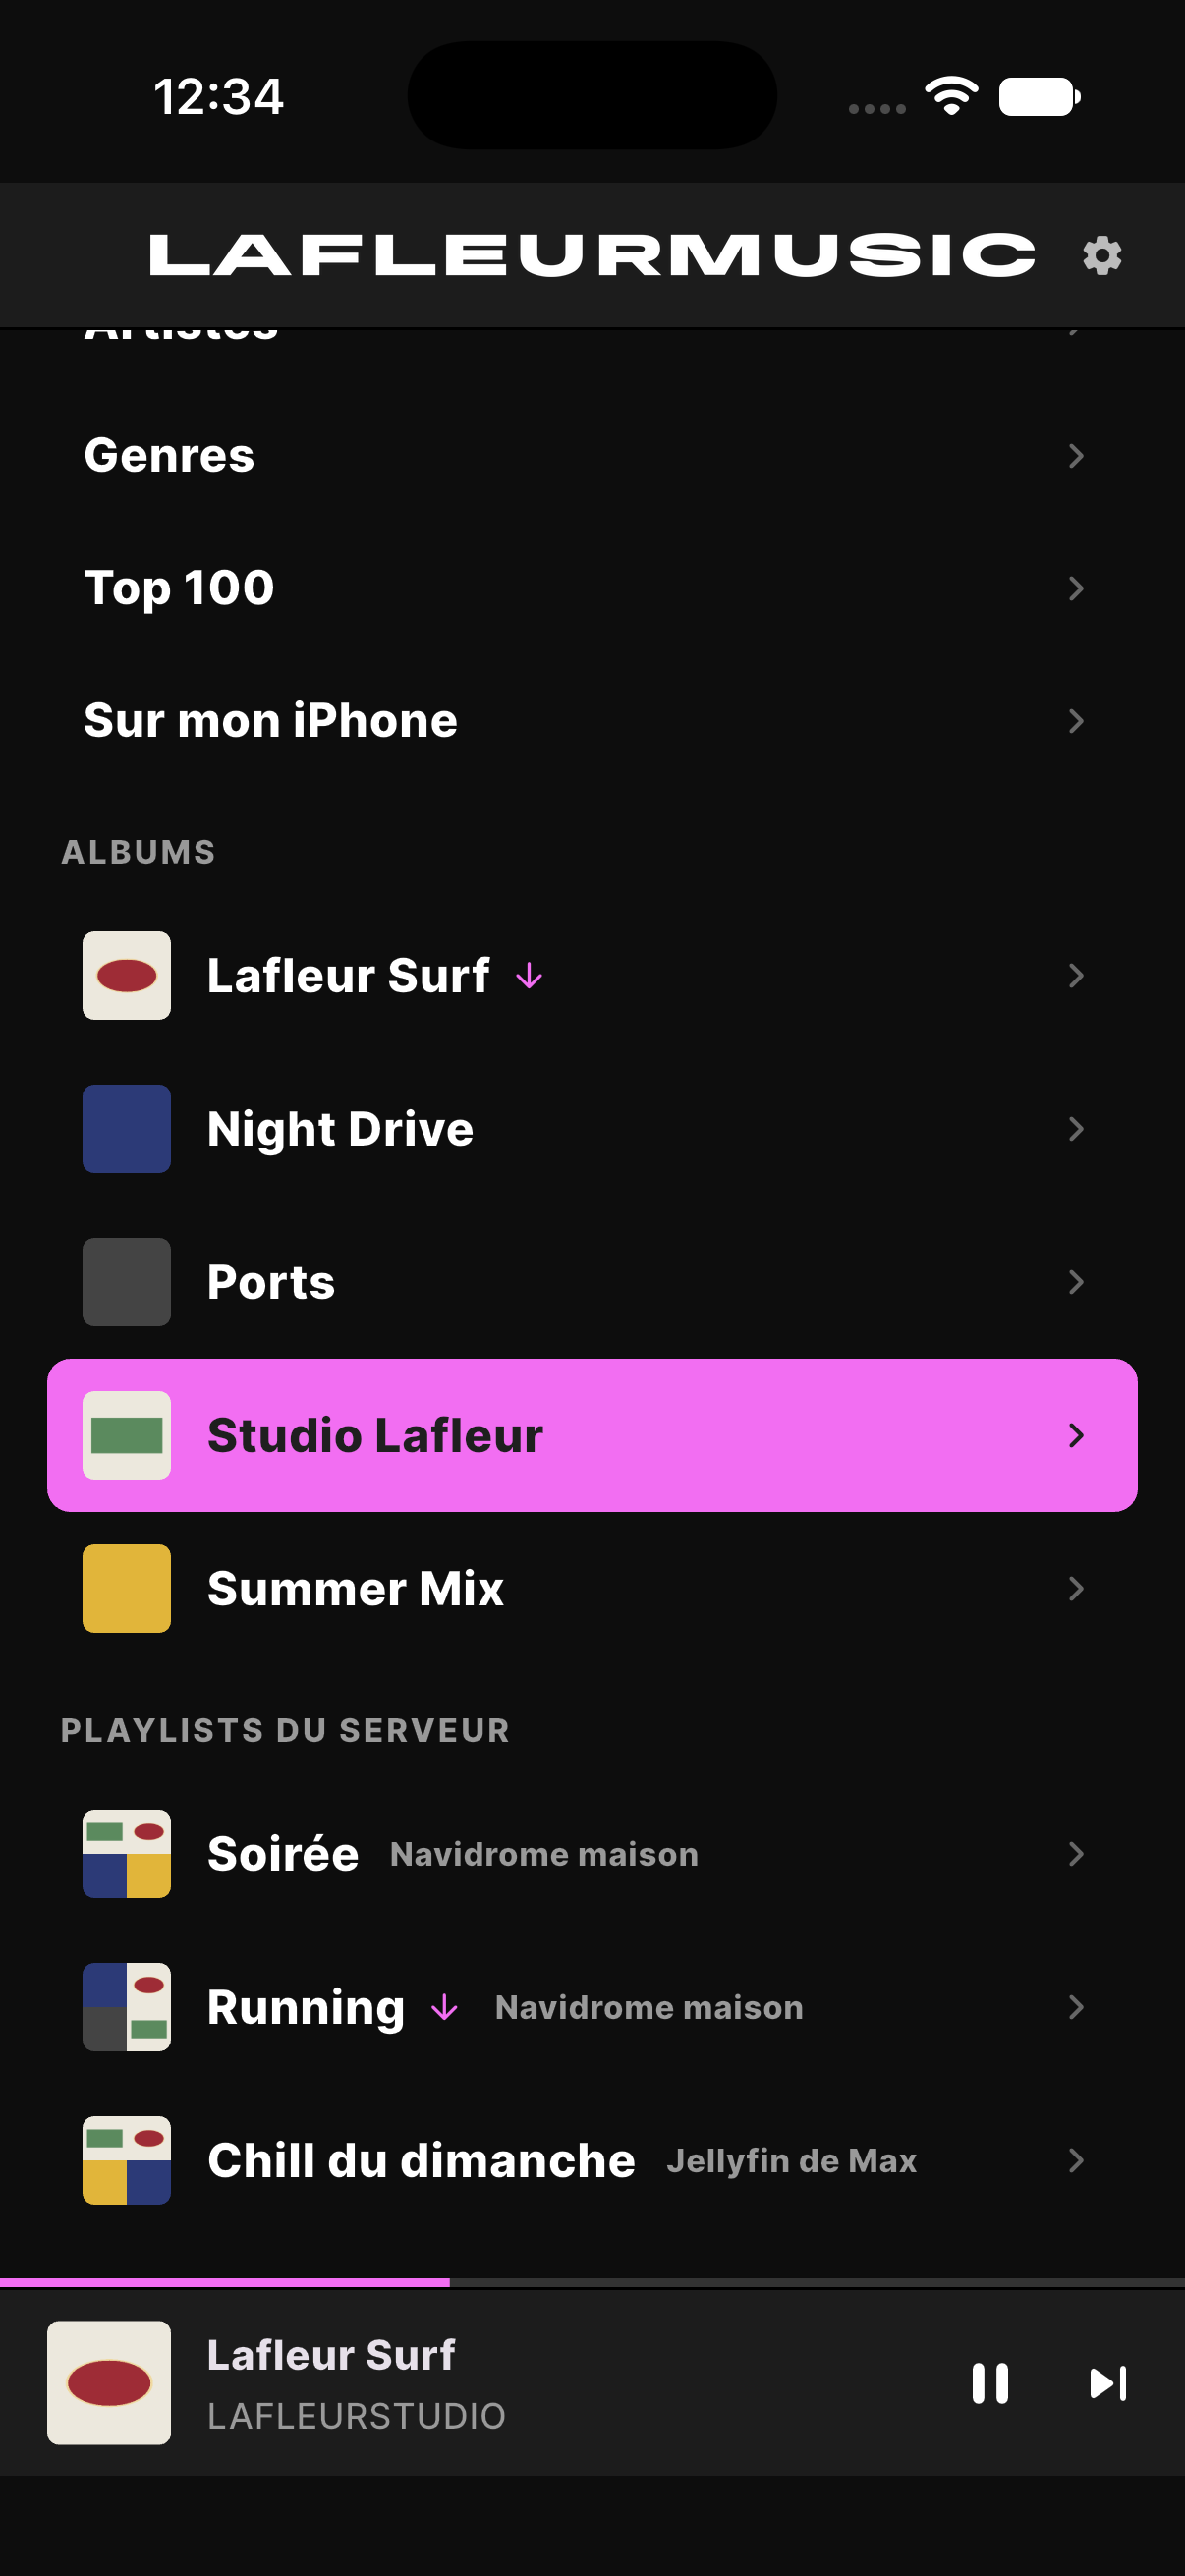 12:34
LAFLEURMUSIC
Artistes
Genres
Top 100
Sur mon iPhone
ALBUMS
Lafleur Surf
Night Drive
Ports
Studio Lafleur
Summer Mix
PLAYLISTS DU SERVEUR
Soirée Navidrome maison
Running Navidrome maison
Chill du dimanche Jellyfin de Max
Lafleur Surf
LAFLEURSTUDIO